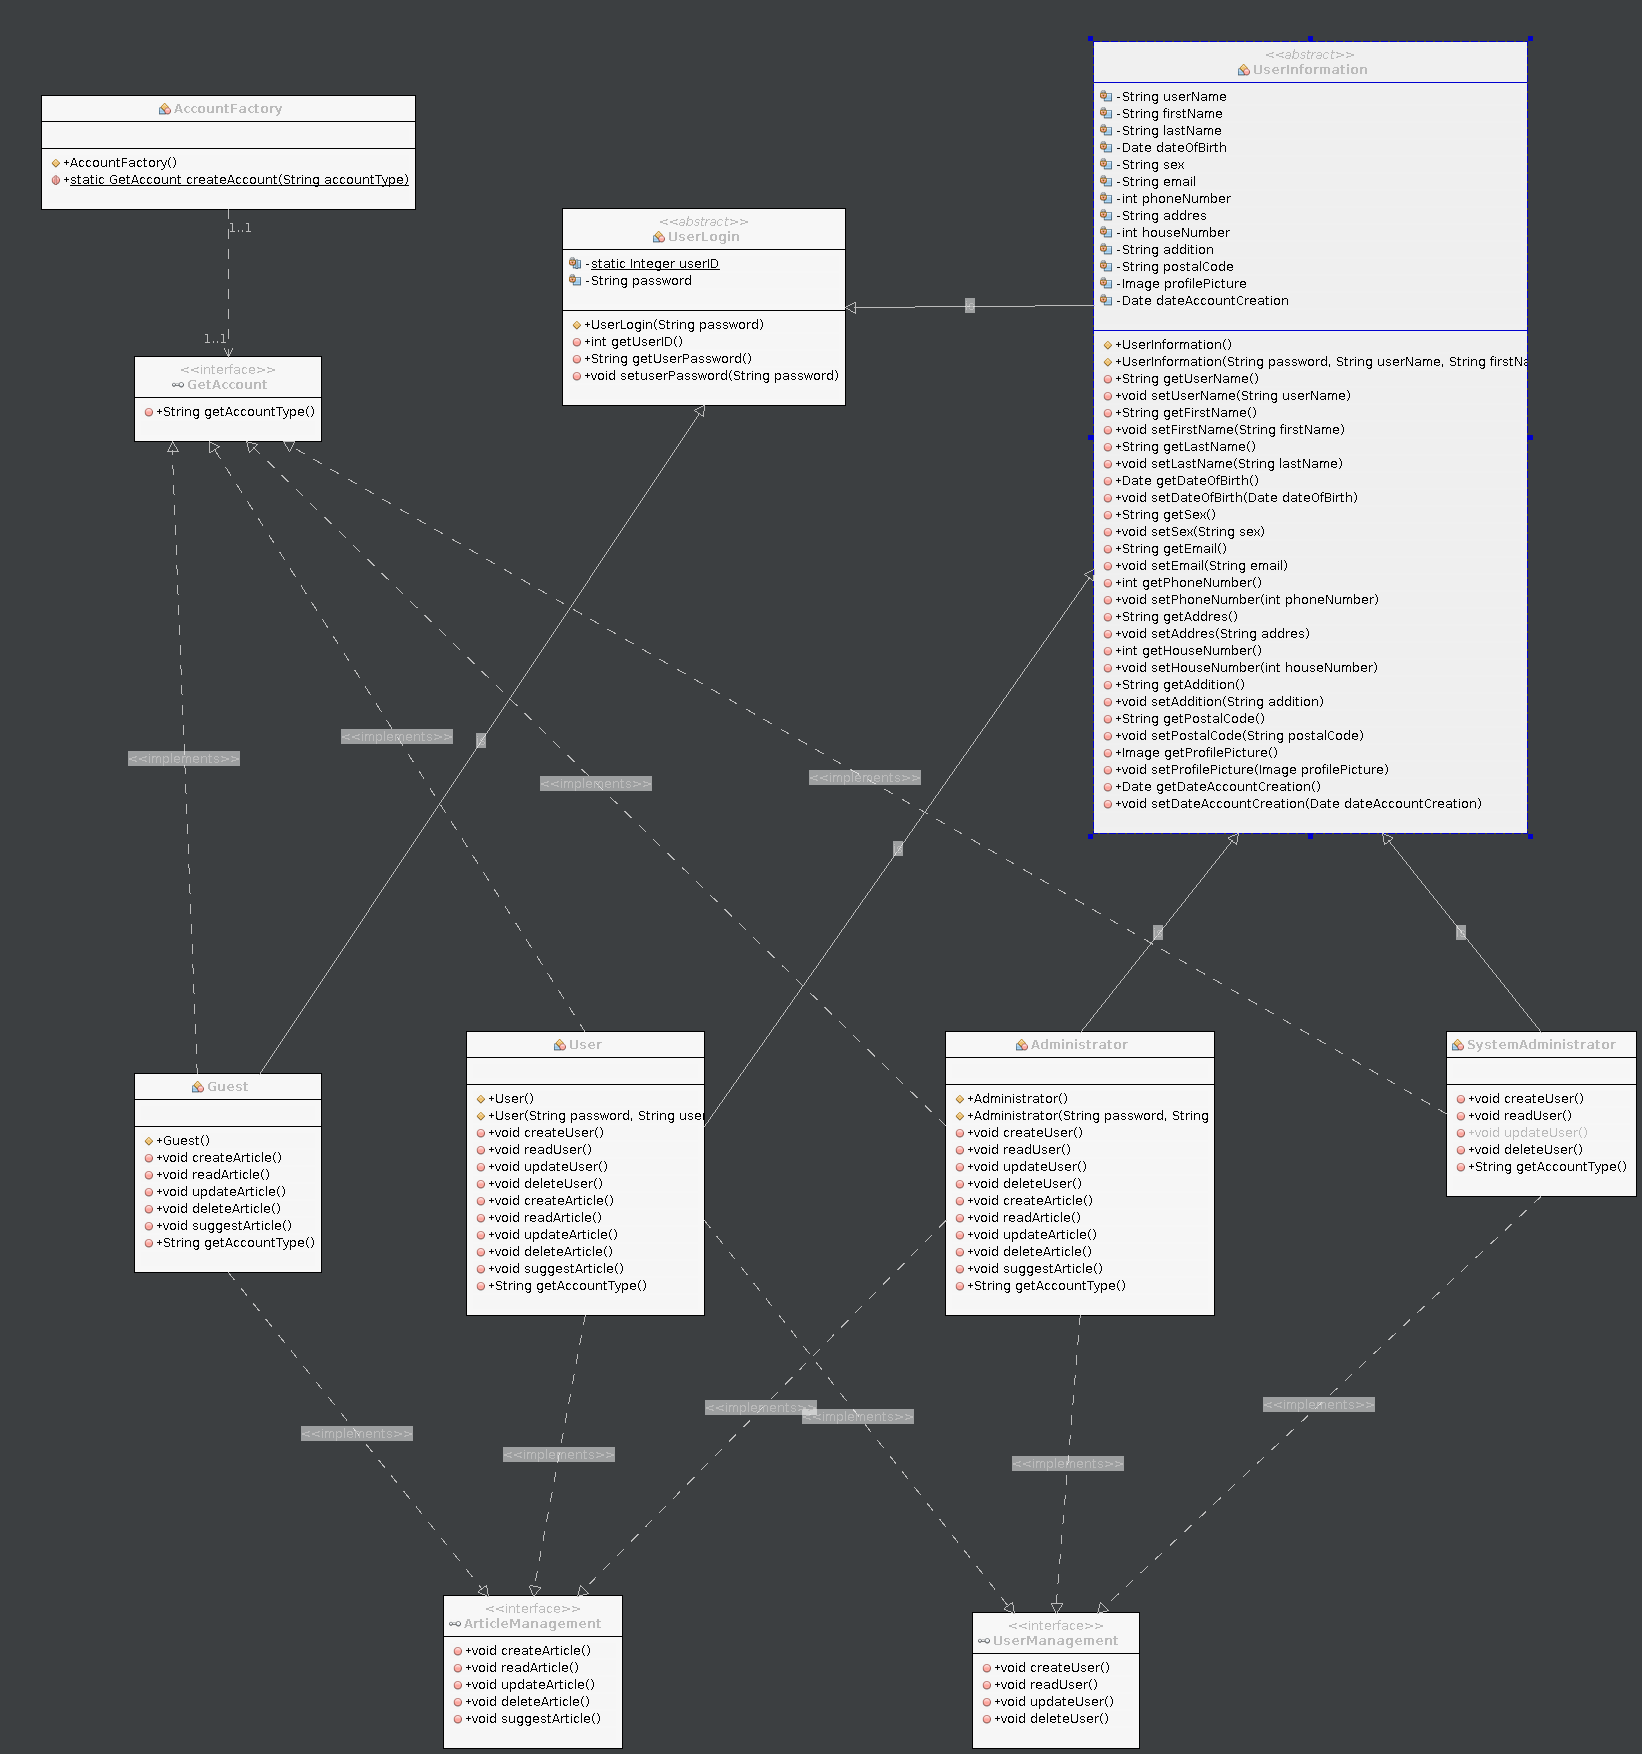 AccountFactory
+AccountFactory()
+static GetAccount createAccount(String accountType)
1..1
1..1
<<interface>>
GetAccount
+String getAccountType()
<<abstract>>
UserLogin
-static Integer userID
-String password
+UserLogin(String password)
+int getUserID()
+String getUserPassword()
+void setuserPassword(String password)
<<abstract>>
UserInformation
-String userName
-String firstName
-String lastName
-Date dateOfBirth
-String sex
-String email
-int phoneNumber
-String addres
-int houseNumber
-String addition
-String postalCode
-Image profilePicture
-Date dateAccountCreation
+UserInformation()
+UserInformation(String password, String userName, String firstNa
+String getUserName()
+void setUserName(String userName)
+String getFirstName()
+void setFirstName(String firstName)
+String getLastName()
+void setLastName(String lastName)
+Date getDateOfBirth()
+void setDateOfBirth(Date dateOfBirth)
+String getSex()
+void setSex(String sex)
+String getEmail()
+void setEmail(String email)
+int getPhoneNumber()
+void setPhoneNumber(int phoneNumber)
+String getAddres()
+void setAddres(String addres)
+int getHouseNumber()
+void setHouseNumber(int houseNumber)
+String getAddition()
+void setAddition(String addition)
+String getPostalCode()
+void setPostalCode(String postalCode)
+Image getProfilePicture()
+void setProfilePicture(Image profilePicture)
+Date getDateAccountCreation()
+void setDateAccountCreation(Date dateAccountCreation)
<<implements>>
<<implements>>
<<implements>>
<<implements>>
Guest
+Guest()
+void createArticle()
+void readArticle()
+void updateArticle()
+void deleteArticle()
+void suggestArticle()
+String getAccountType()
User
+User()
+User(String password, String user
+void createUser()
+void readUser()
+void updateUser()
+void deleteUser()
+void createArticle()
+void readArticle()
+void updateArticle()
+void deleteArticle()
+void suggestArticle()
+String getAccountType()
Administrator
+Administrator()
+Administrator(String password, String
+void createUser()
+void readUser()
+void updateUser()
+void deleteUser()
+void createArticle()
+void readArticle()
+void updateArticle()
+void deleteArticle()
+void suggestArticle()
+String getAccountType()
SystemAdministrator
+void createUser()
+void readUser()
+void updateUser()
+void deleteUser()
+String getAccountType()
<<implements>>
<<implements>>
<<implements>>
<<implements>>
<<implements>>
<<implements>>
<<interface>>
ArticleManagement
+void createArticle()
+void readArticle()
+void updateArticle()
+void deleteArticle()
+void suggestArticle()
<<interface>>
UserManagement
+void createUser()
+void readUser()
+void updateUser()
+void deleteUser()